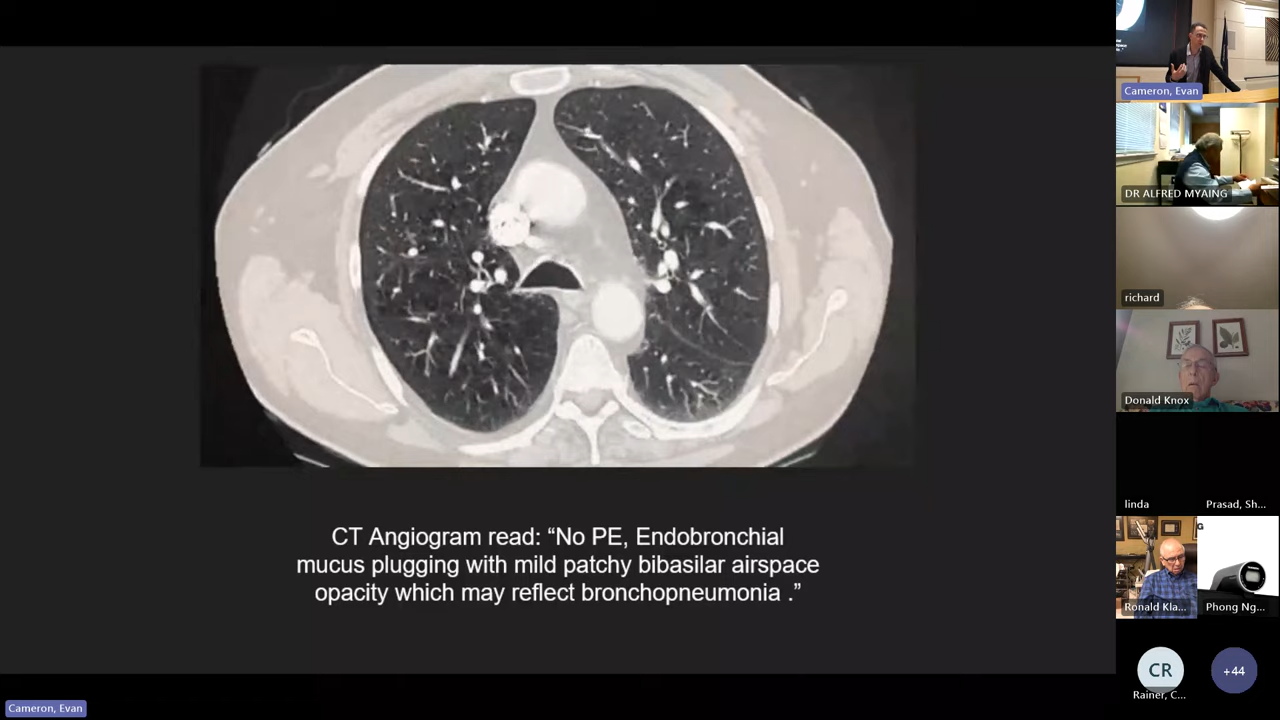 CT Angiogram read: “No PE, Endobronchial
mucus plugging with mild patchy bibasilar airspace
opacity which may reflect bronchopneumonia .”
Cameron, Evan
Cameron, Evan
DR ALFRED MYAING
richard
Donald Knox
linda
Prasad, Sh...
Ronald Kla...
G
Phong Ng...
CR
Rainer, C...
+44